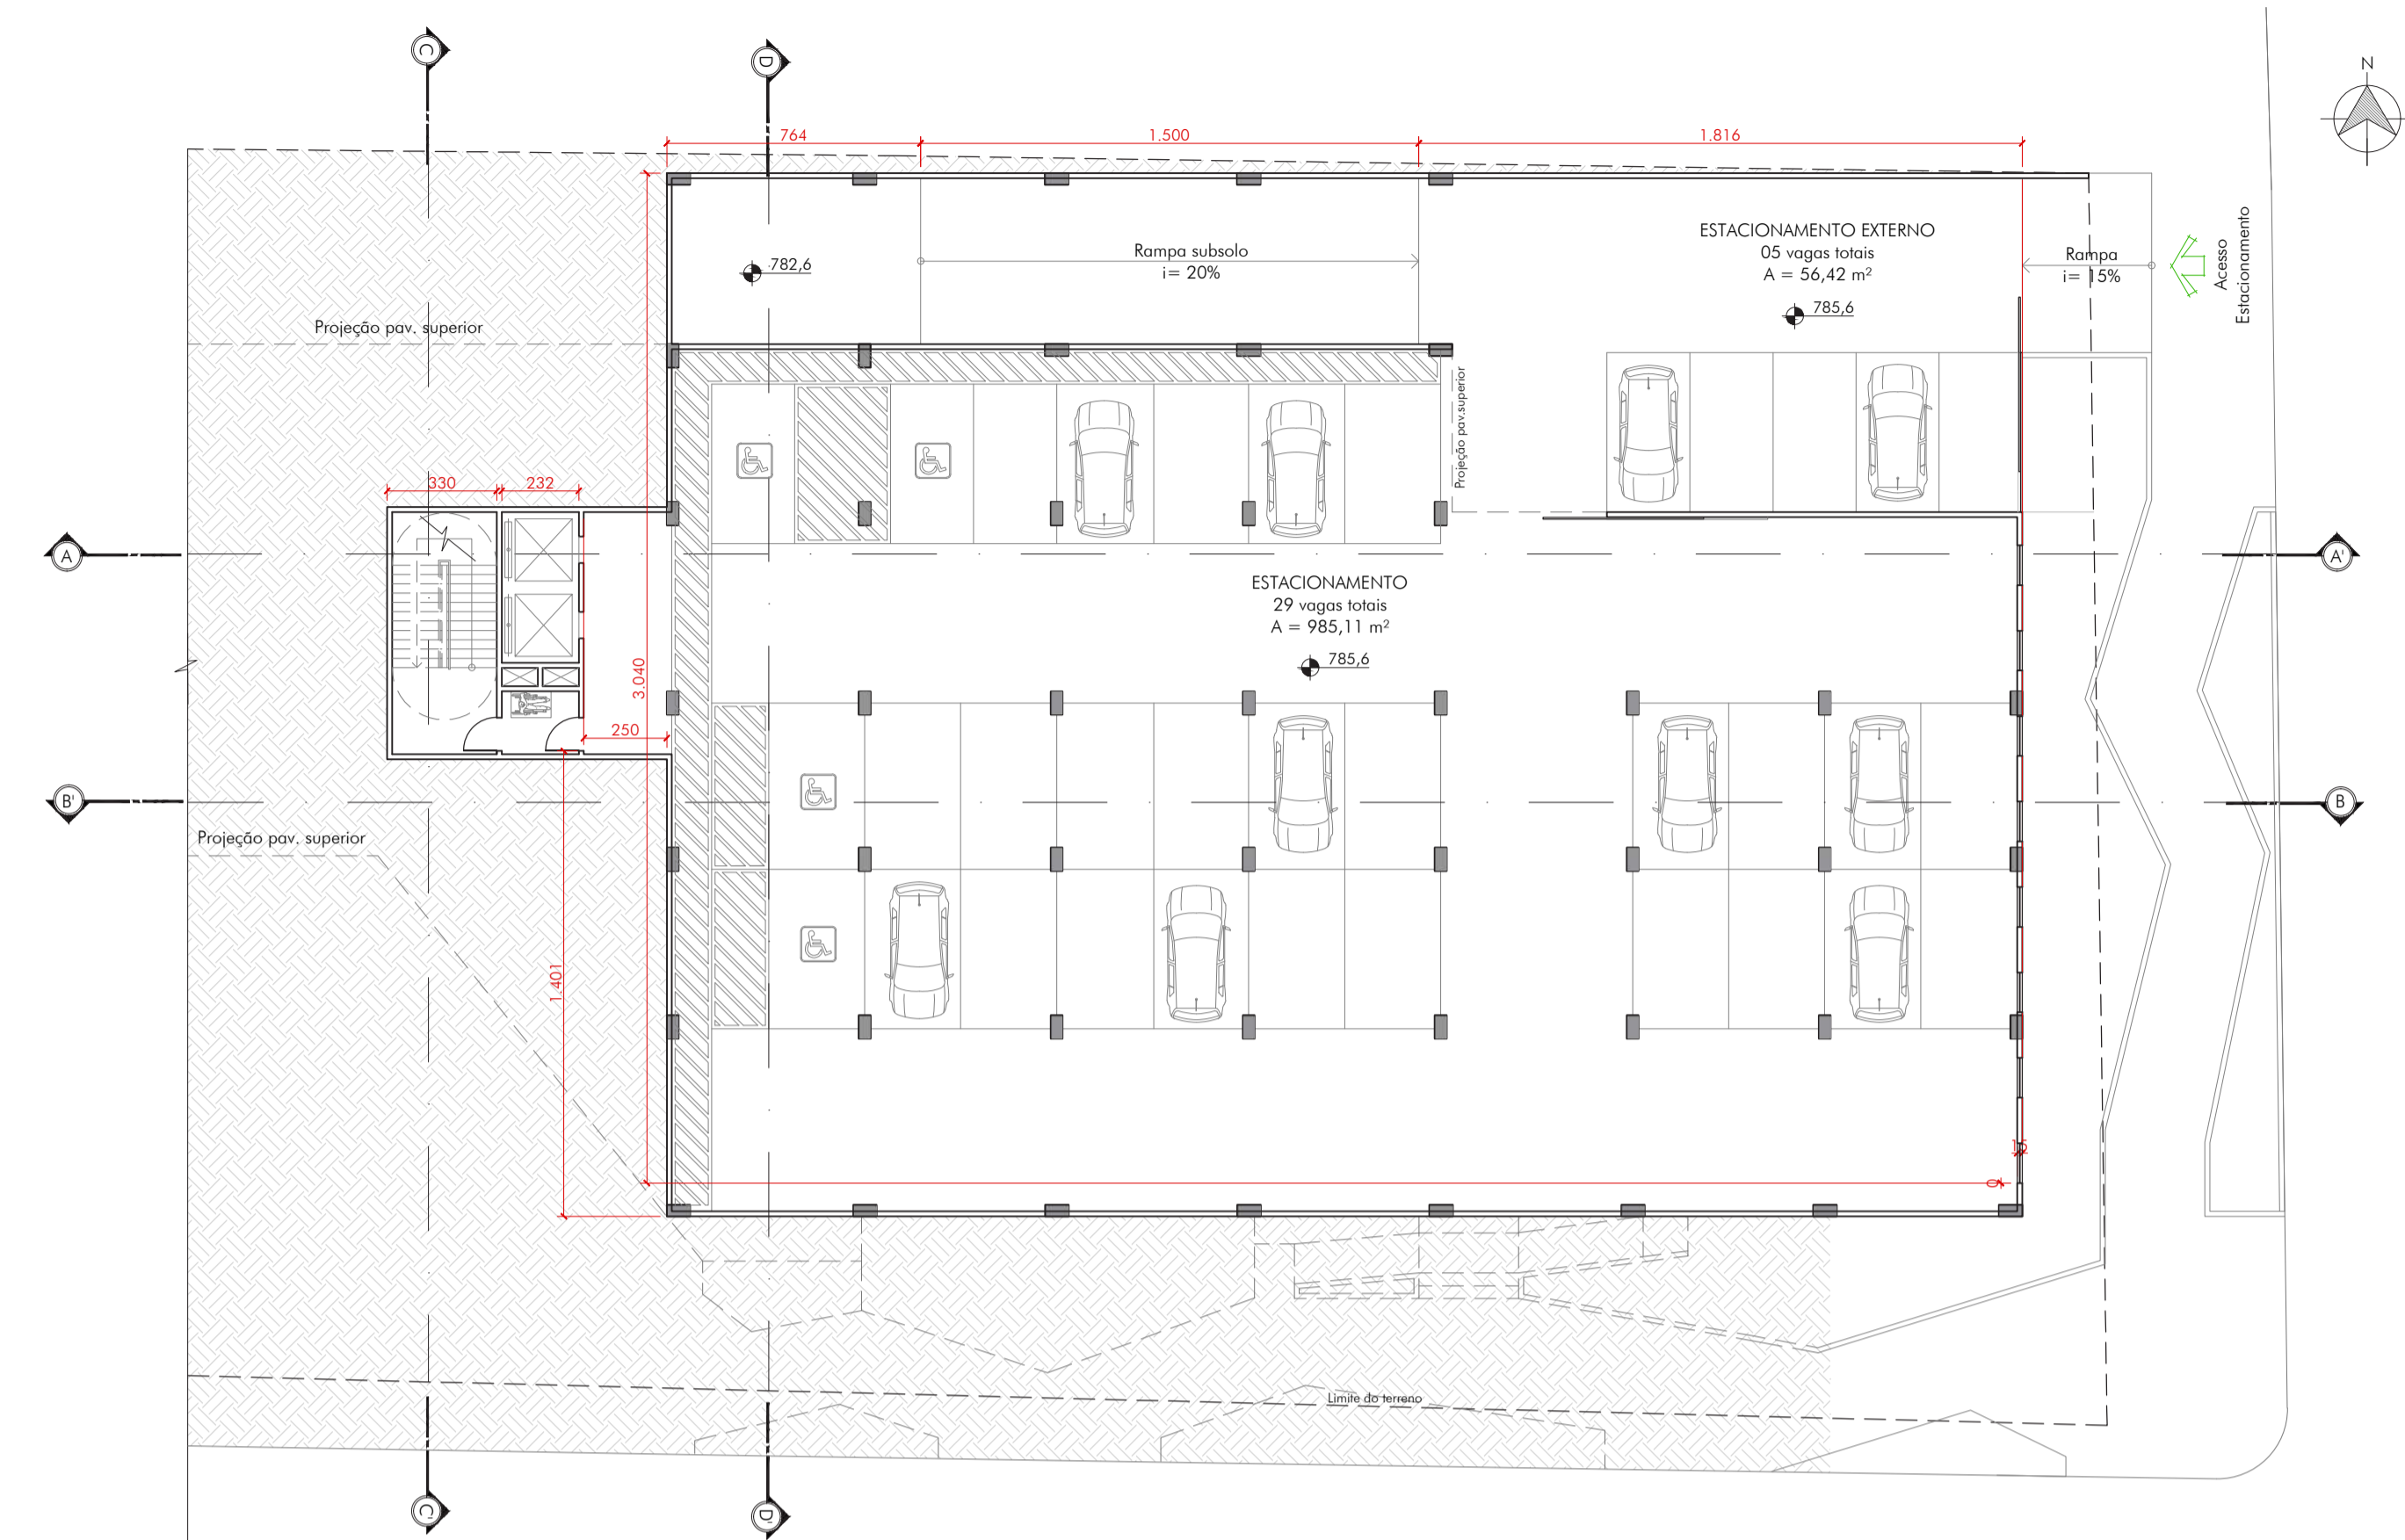 C
D
N
764
1.500
1.816
ESTACIONAMENTO EXTERNO
05 vagas totais
A = 56,42 m²
785,6
Rampa subsolo
i= 20%
782,6
Rampa
i= 15%
Acesso
Estacionamento
Projeção pav. superior
Projeção pav.superior
330
232
A
A'
ESTACIONAMENTO
29 vagas totais
A = 985,11 m²
785,6
3.040
250
B'
B
Projeção pav. superior
1.401
15
0
Limite do terreno
C'
D'